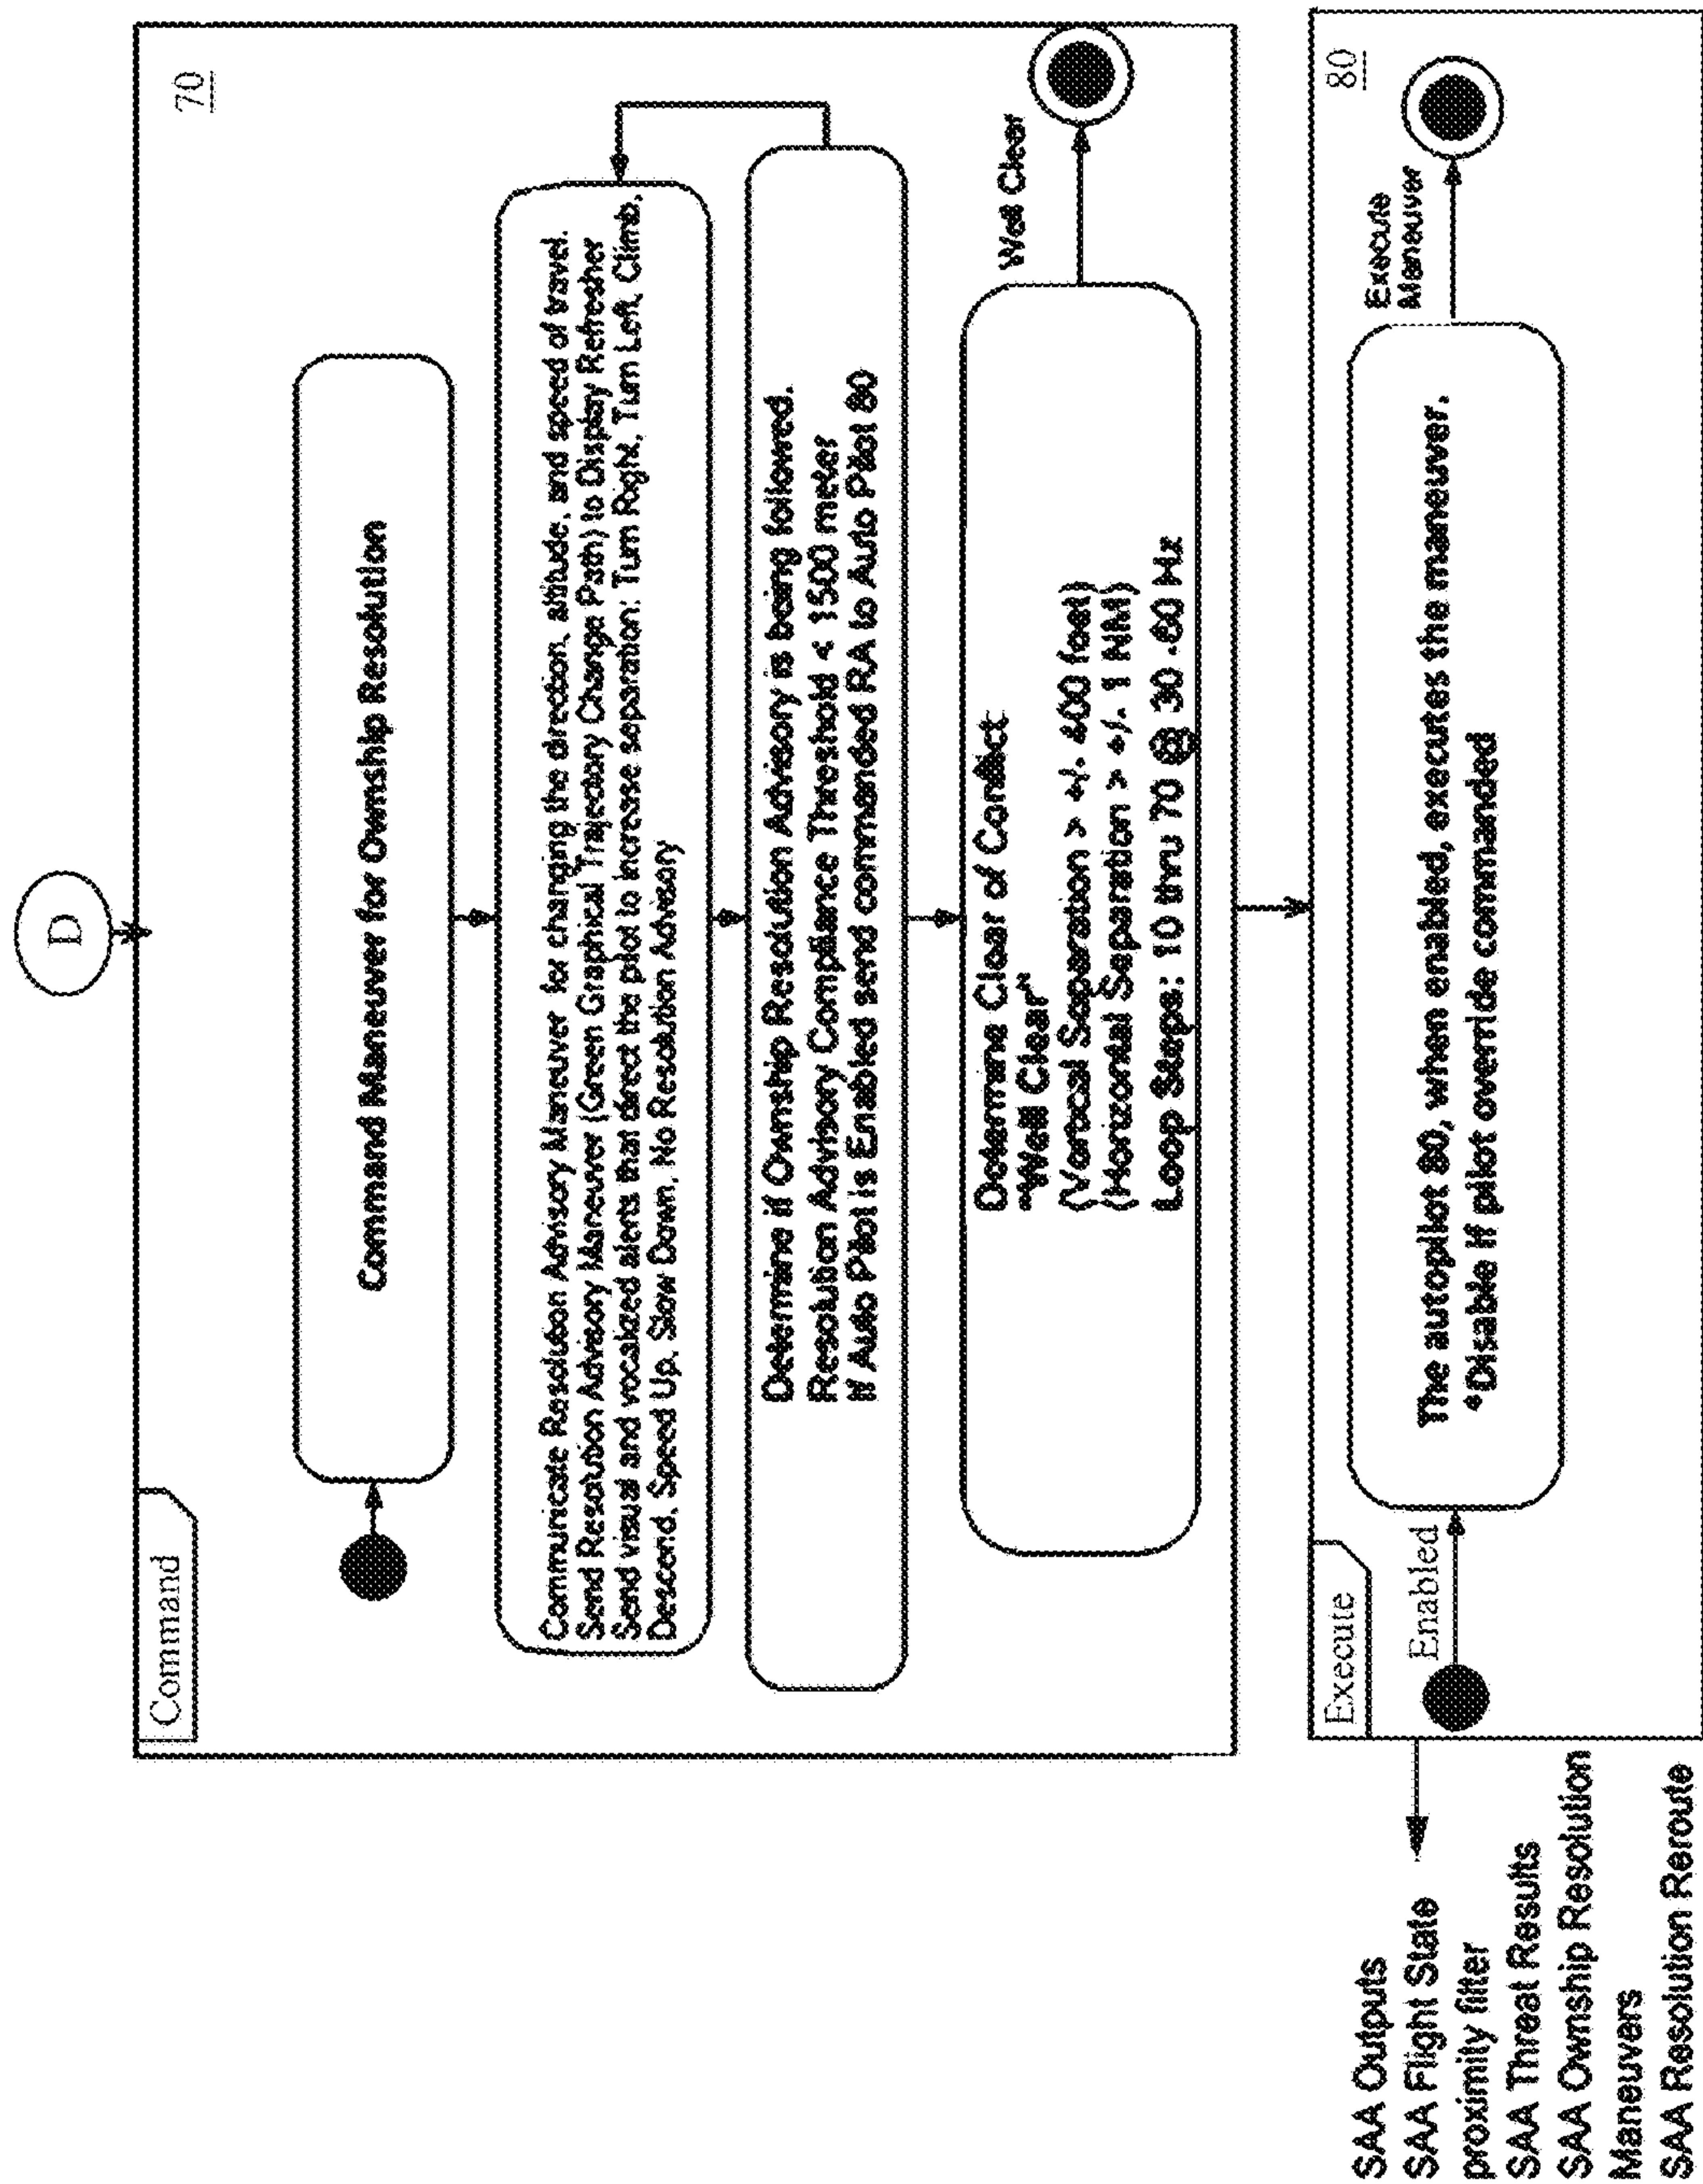 D
Command
70
Command Maneuver for Ownship Resolution
Communicate Resolution Advisory Maneuver for changing the direction, altitude, and speed of travel.
Send Resolution Advisory Maneuver (Green Graphical Trajectory Change Path) to Display Refresher
Send visual and vocalized alerts that direct the pilot to increase separation: Turn Right, Turn Left, Climb,
Descend, Speed Up, Slow Down, No Resolution Advisory
Determine if Ownship Resolution Advisory is being followed.
Resolution Advisory Compliance Threshold < 1500 meter
If Auto Pilot is Enabled send commanded RA to Auto Pilot 80
Determine Clear of Conflict
"Well Clear"
(Vertical Separation > +/- 400 feet)
(Horizontal Separation > +/- 1 NM)
Loop Steps: 10 thru 70 @ 30 -60 Hz
Well Clear
Execute
80
Enabled
The autopilot 80, when enabled, executes the maneuver.
*Disable if pilot override commanded
Execute
Maneuver
SAA Outputs
SAA Flight State
proximity filter
SAA Threat Results
SAA Ownship Resolution
Maneuvers
SAA Resolution Reroute